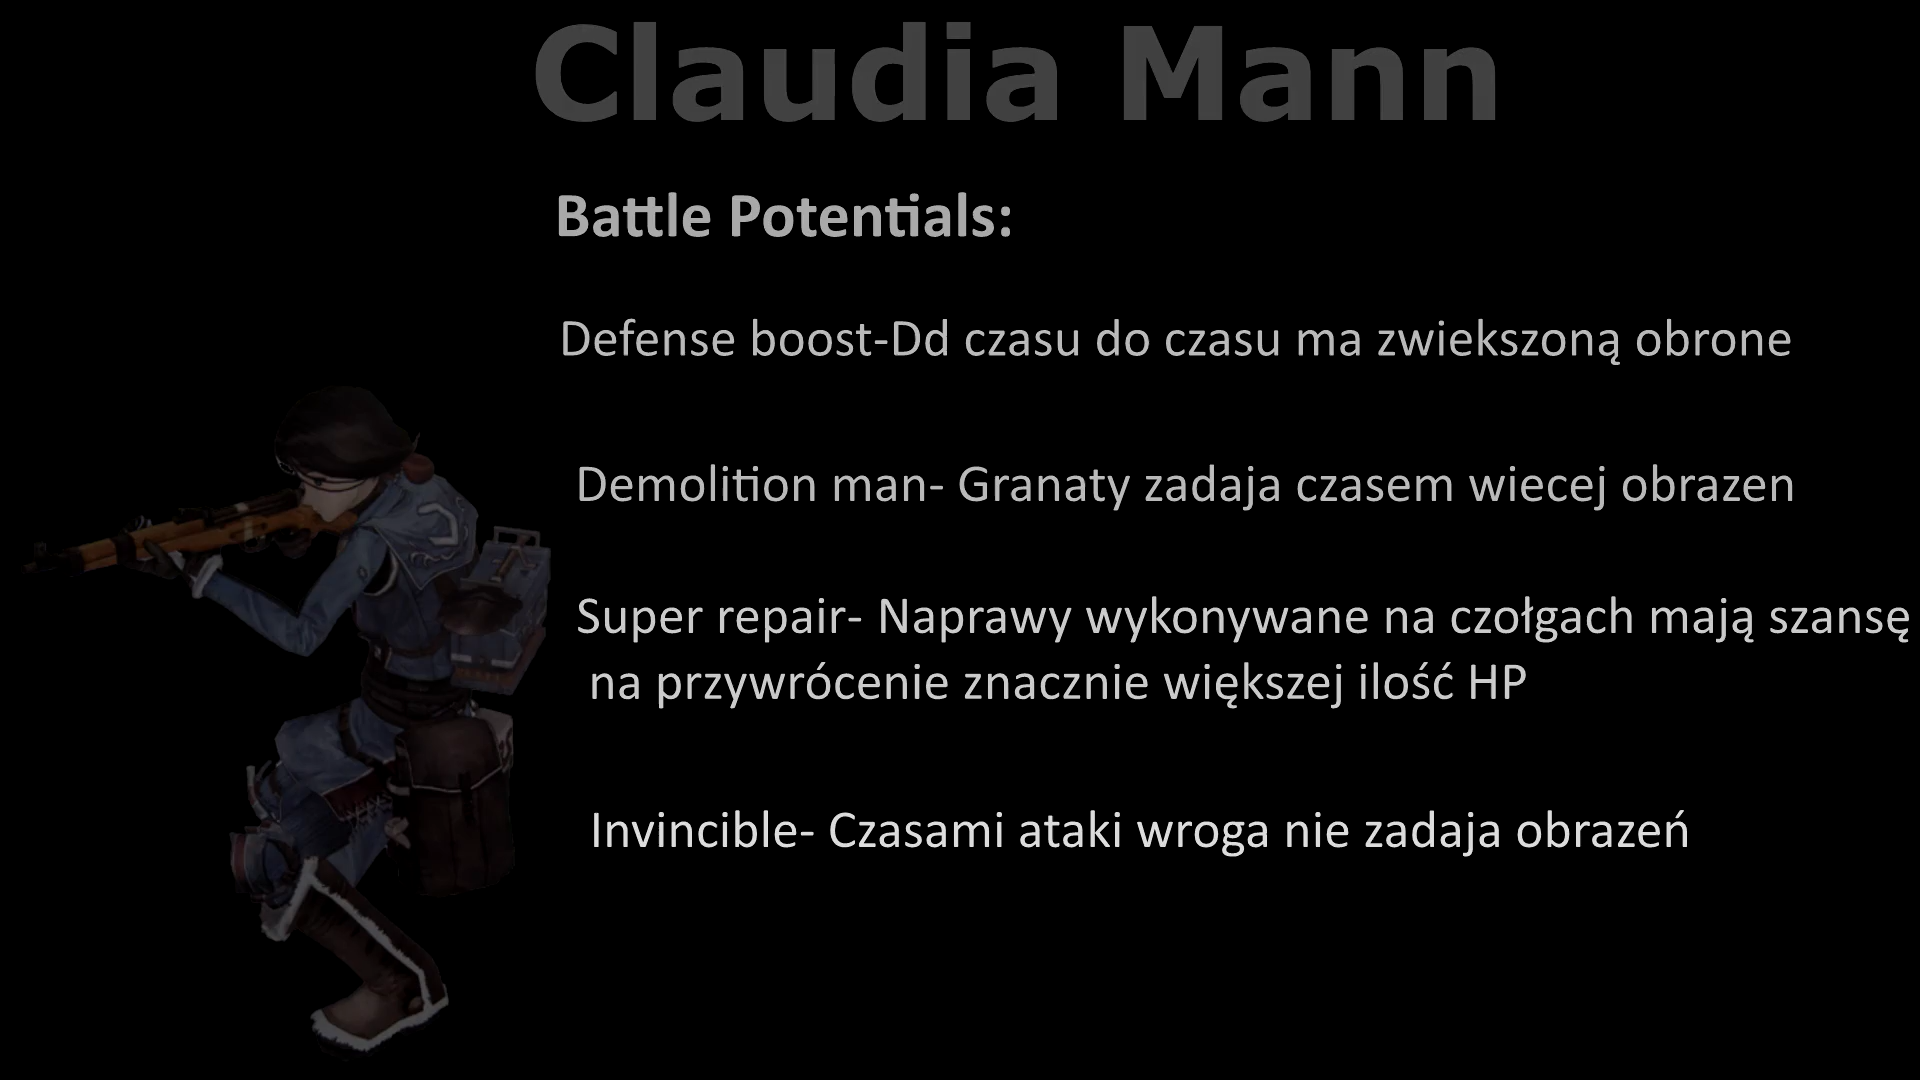 Claudia Mann
Battle Potentials:
Defense boost-Dd czasu do czasu ma zwiekszoną obrone
Demolition man- Granaty zadaja czasem wiecej obrazen
Super repair- Naprawy wykonywane na czołgach mają szansę
na przywrócenie znacznie większej ilość HP
Invincible- Czasami ataki wroga nie zadaja obrazeń